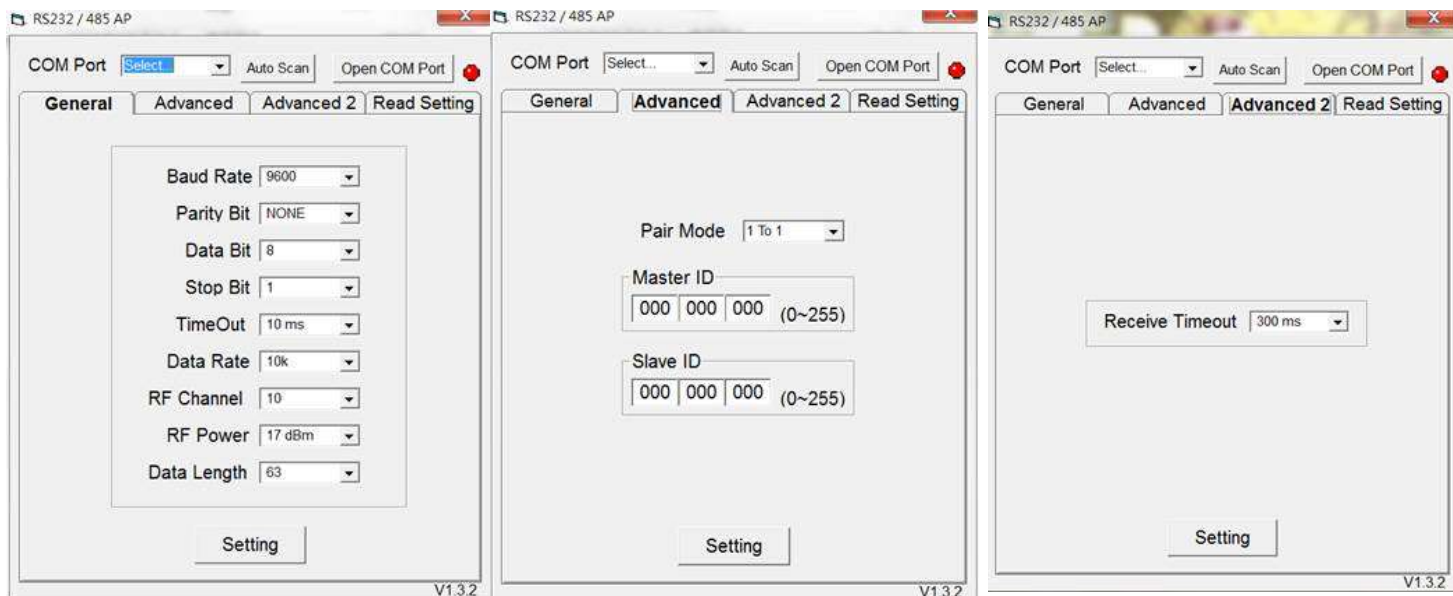 RS232 / 485 AP
COM Port Select... Auto Scan Open COM Port
General Advanced Advanced 2 Read Setting
Baud Rate 9600
Parity Bit NONE
Data Bit 8
Stop Bit 1
TimeOut 10 ms
Data Rate 10k
RF Channel 10
RF Power 17 dBm
Data Length 63
Setting
V1.3.2
RS232 / 485 AP
COM Port Select... Auto Scan Open COM Port
General Advanced Advanced 2 Read Setting
Pair Mode 1 To 1
Master ID
000 000 000 (0~255)
Slave ID
000 000 000 (0~255)
Setting
V1.3.2
RS232 / 485 AP
COM Port Select... Auto Scan Open COM Port
General Advanced Advanced 2 Read Setting
Receive Timeout 300 ms
Setting
V1.3.2